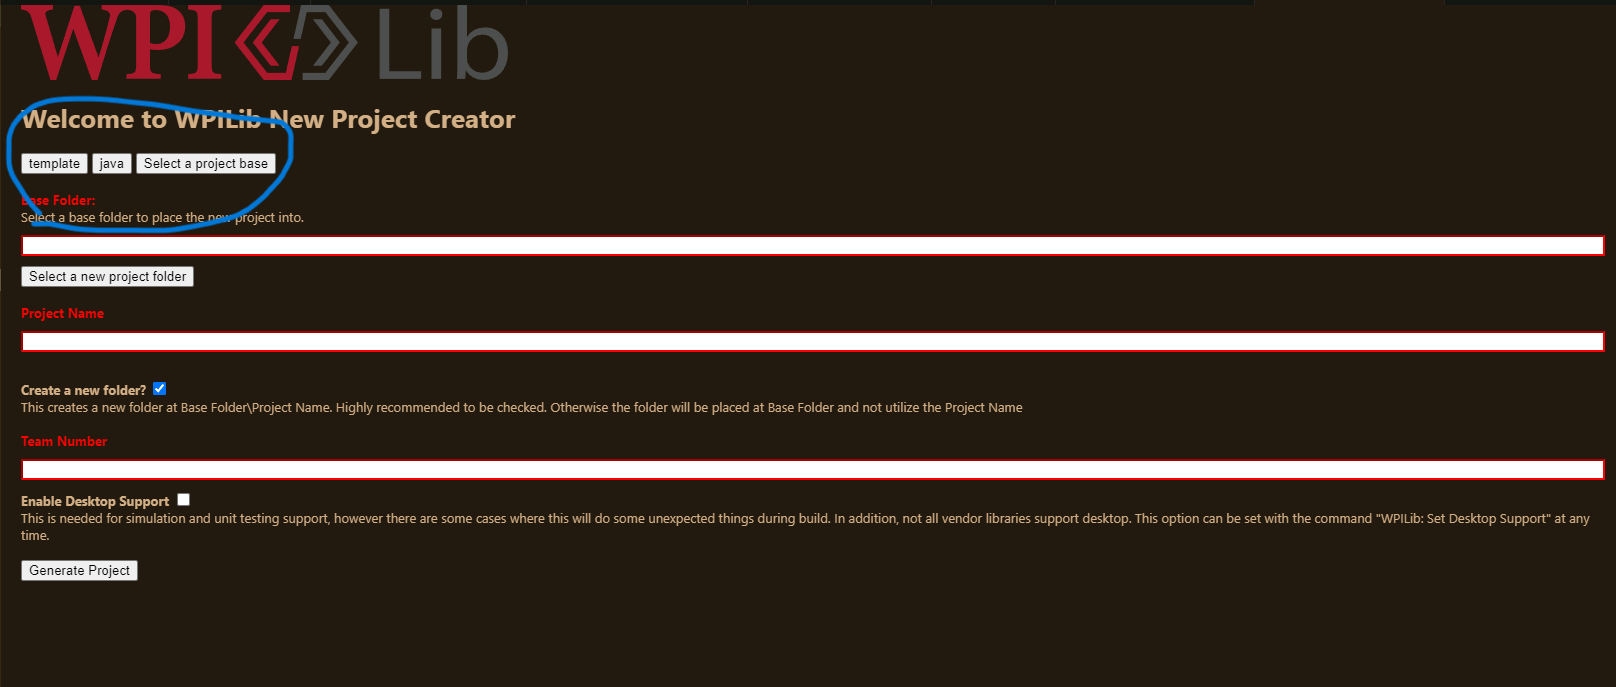 WPI Lib
Welcome to WPILib New Project Creator
template java Select a project base
Base Folder:
Select a base folder to place the new project into.
Select a new project folder
Project Name
Create a new folder?
This creates a new folder at Base Folder\Project Name. Highly recommended to be checked. Otherwise the folder will be placed at Base Folder and not utilize the Project Name
Team Number
Enable Desktop Support
This is needed for simulation and unit testing support, however there are some cases where this will do some unexpected things during build. In addition, not all vendor libraries support desktop. This option can be set with the command "WPILib: Set Desktop Support" at any
time.
Generate Project